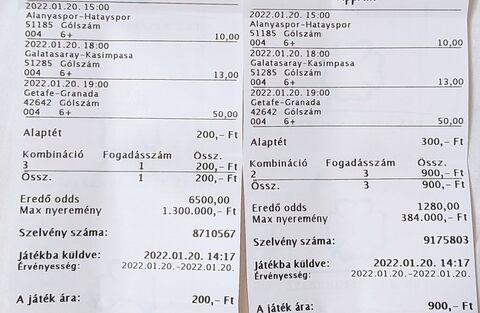 2022.01.20. 15:00
Alanyaspor-Hatayspor
51185 Gólszám
004 6+ 10,00
2022.01.20. 18:00
Galatasaray-Kasimpasa
51285 Gólszám
004 6+ 13,00
2022.01.20. 19:00
Getafe-Granada
42642 Gólszám
004 6+ 50,00
Alaptét 200,- Ft
Kombináció Fogadásszám Össz.
3 1 200,- Ft
Össz. 1 200,- Ft
Eredő odds 6500,00
Max nyeremény 1.300.000,- Ft
Szelvény száma: 8710567
Játékba küldve: 2022.01.20. 14:17
Érvényesség: 2022.01.20.-2022.01.20.
A játék ára: 200,- Ft
2022.01.20. 15:00
Alanyaspor-Hatayspor
51185 Gólszám
004 6+ 10,00
2022.01.20. 18:00
Galatasaray-Kasimpasa
51285 Gólszám
004 6+ 13,00
2022.01.20. 19:00
Getafe-Granada
42642 Gólszám
004 6+ 50,00
Alaptét 300,- Ft
Kombináció Fogadásszám Össz.
2 3 900,- Ft
Össz. 3 900,- Ft
Eredő odds 1280,00
Max nyeremény 384.000,- Ft
Szelvény száma: 9175803
Játékba küldve: 2022.01.20. 14:17
Érvényesség: 2022.01.20.-2022.01.20.
A játék ára: 900,- Ft